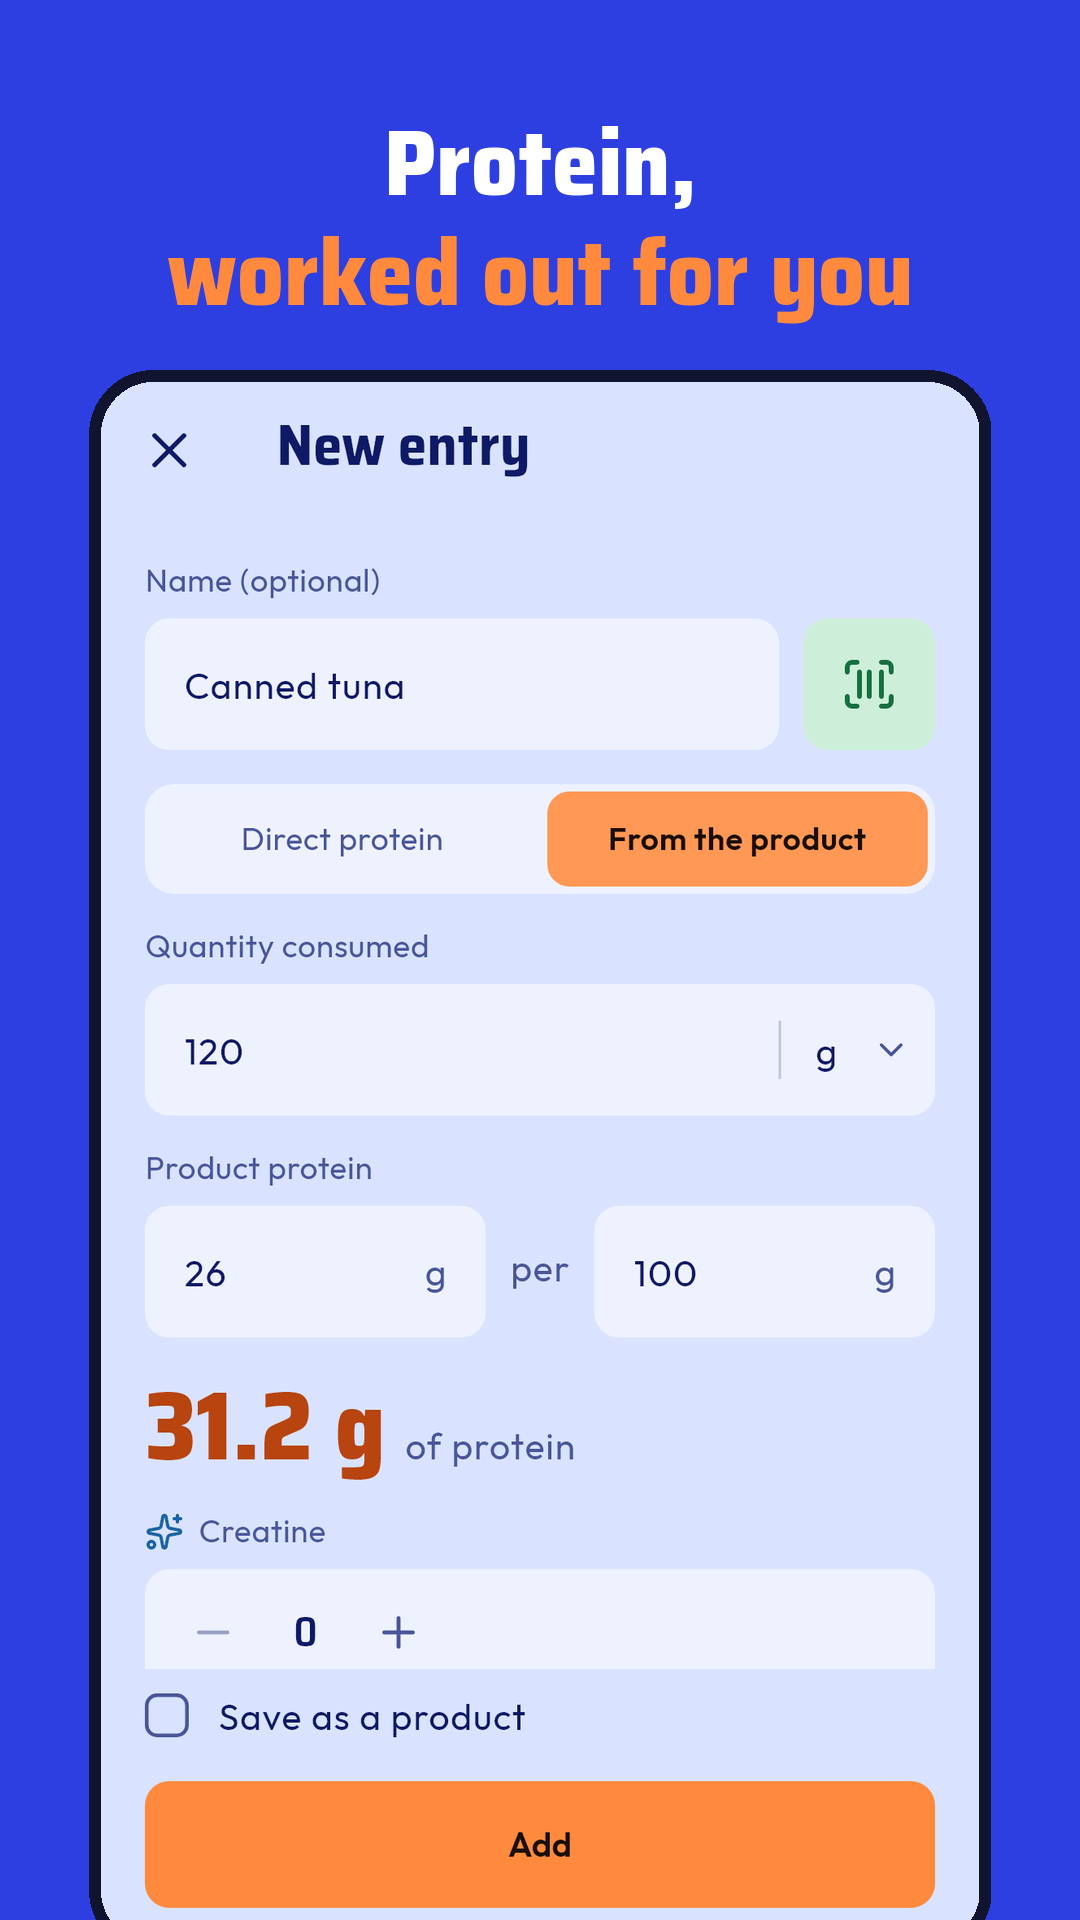 Protein,
worked out for you
New entry
Name (optional)
Canned tuna
Direct protein
From the product
Quantity consumed
120 g
Product protein
26 g per 100 g
31.2 g of protein
Creatine
0
Save as a product
Add